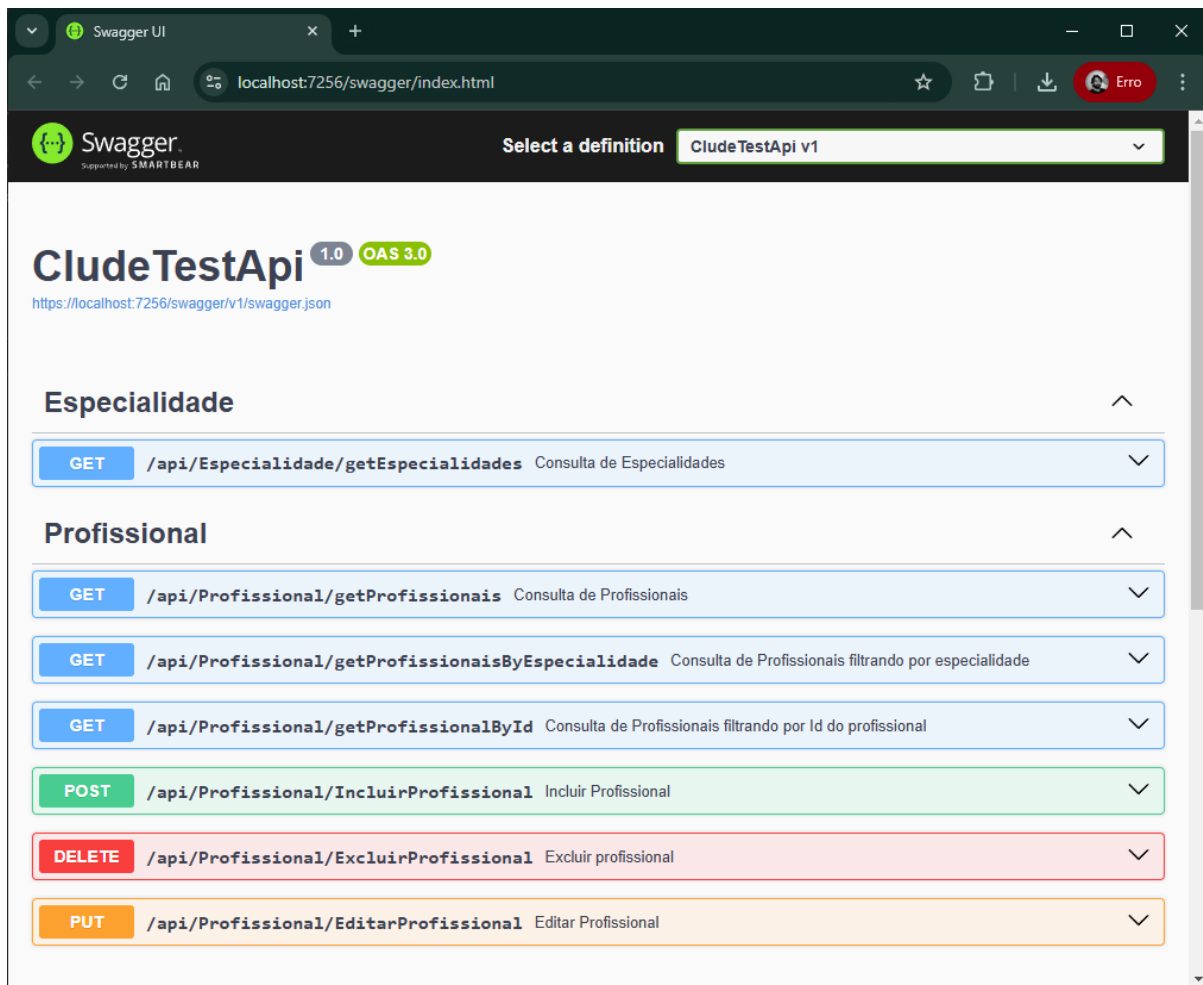 Swagger UI
localhost:7256/swagger/index.html
Erro
Swagger
Supported by SMARTBEAR
Select a definition
CludeTestApi v1
CludeTestApi 1.0 OAS 3.0
https://localhost:7256/swagger/v1/swagger.json
Especialidade
GET /api/Especialidade/getEspecialidades Consulta de Especialidades
Profissional
GET /api/Profissional/getProfissionais Consulta de Profissionais
GET /api/Profissional/getProfissionaisByEspecialidade Consulta de Profissionais filtrando por especialidade
GET /api/Profissional/getProfissionalById Consulta de Profissionais filtrando por Id do profissional
POST /api/Profissional/IncluirProfissional Incluir Profissional
DELETE /api/Profissional/ExcluirProfissional Excluir profissional
PUT /api/Profissional/EditarProfissional Editar Profissional